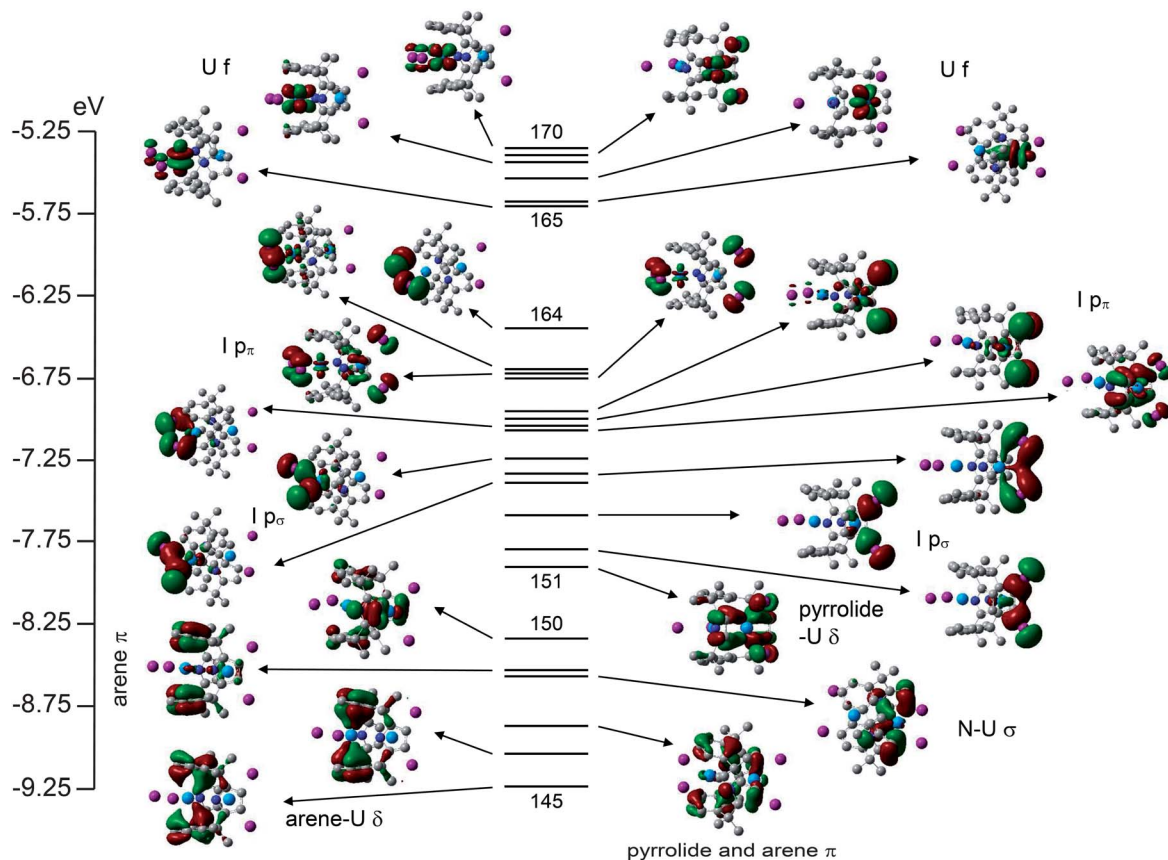 U f
U f
eV
-5.25
170
-5.75
165
-6.25
164
I pπ
I pπ
-6.75
-7.25
I pσ
I pσ
-7.75
151
pyrrolide
-U δ
-8.25
150
arene π
-8.75
N-U σ
-9.25
145
arene-U δ
pyrrolide and arene π